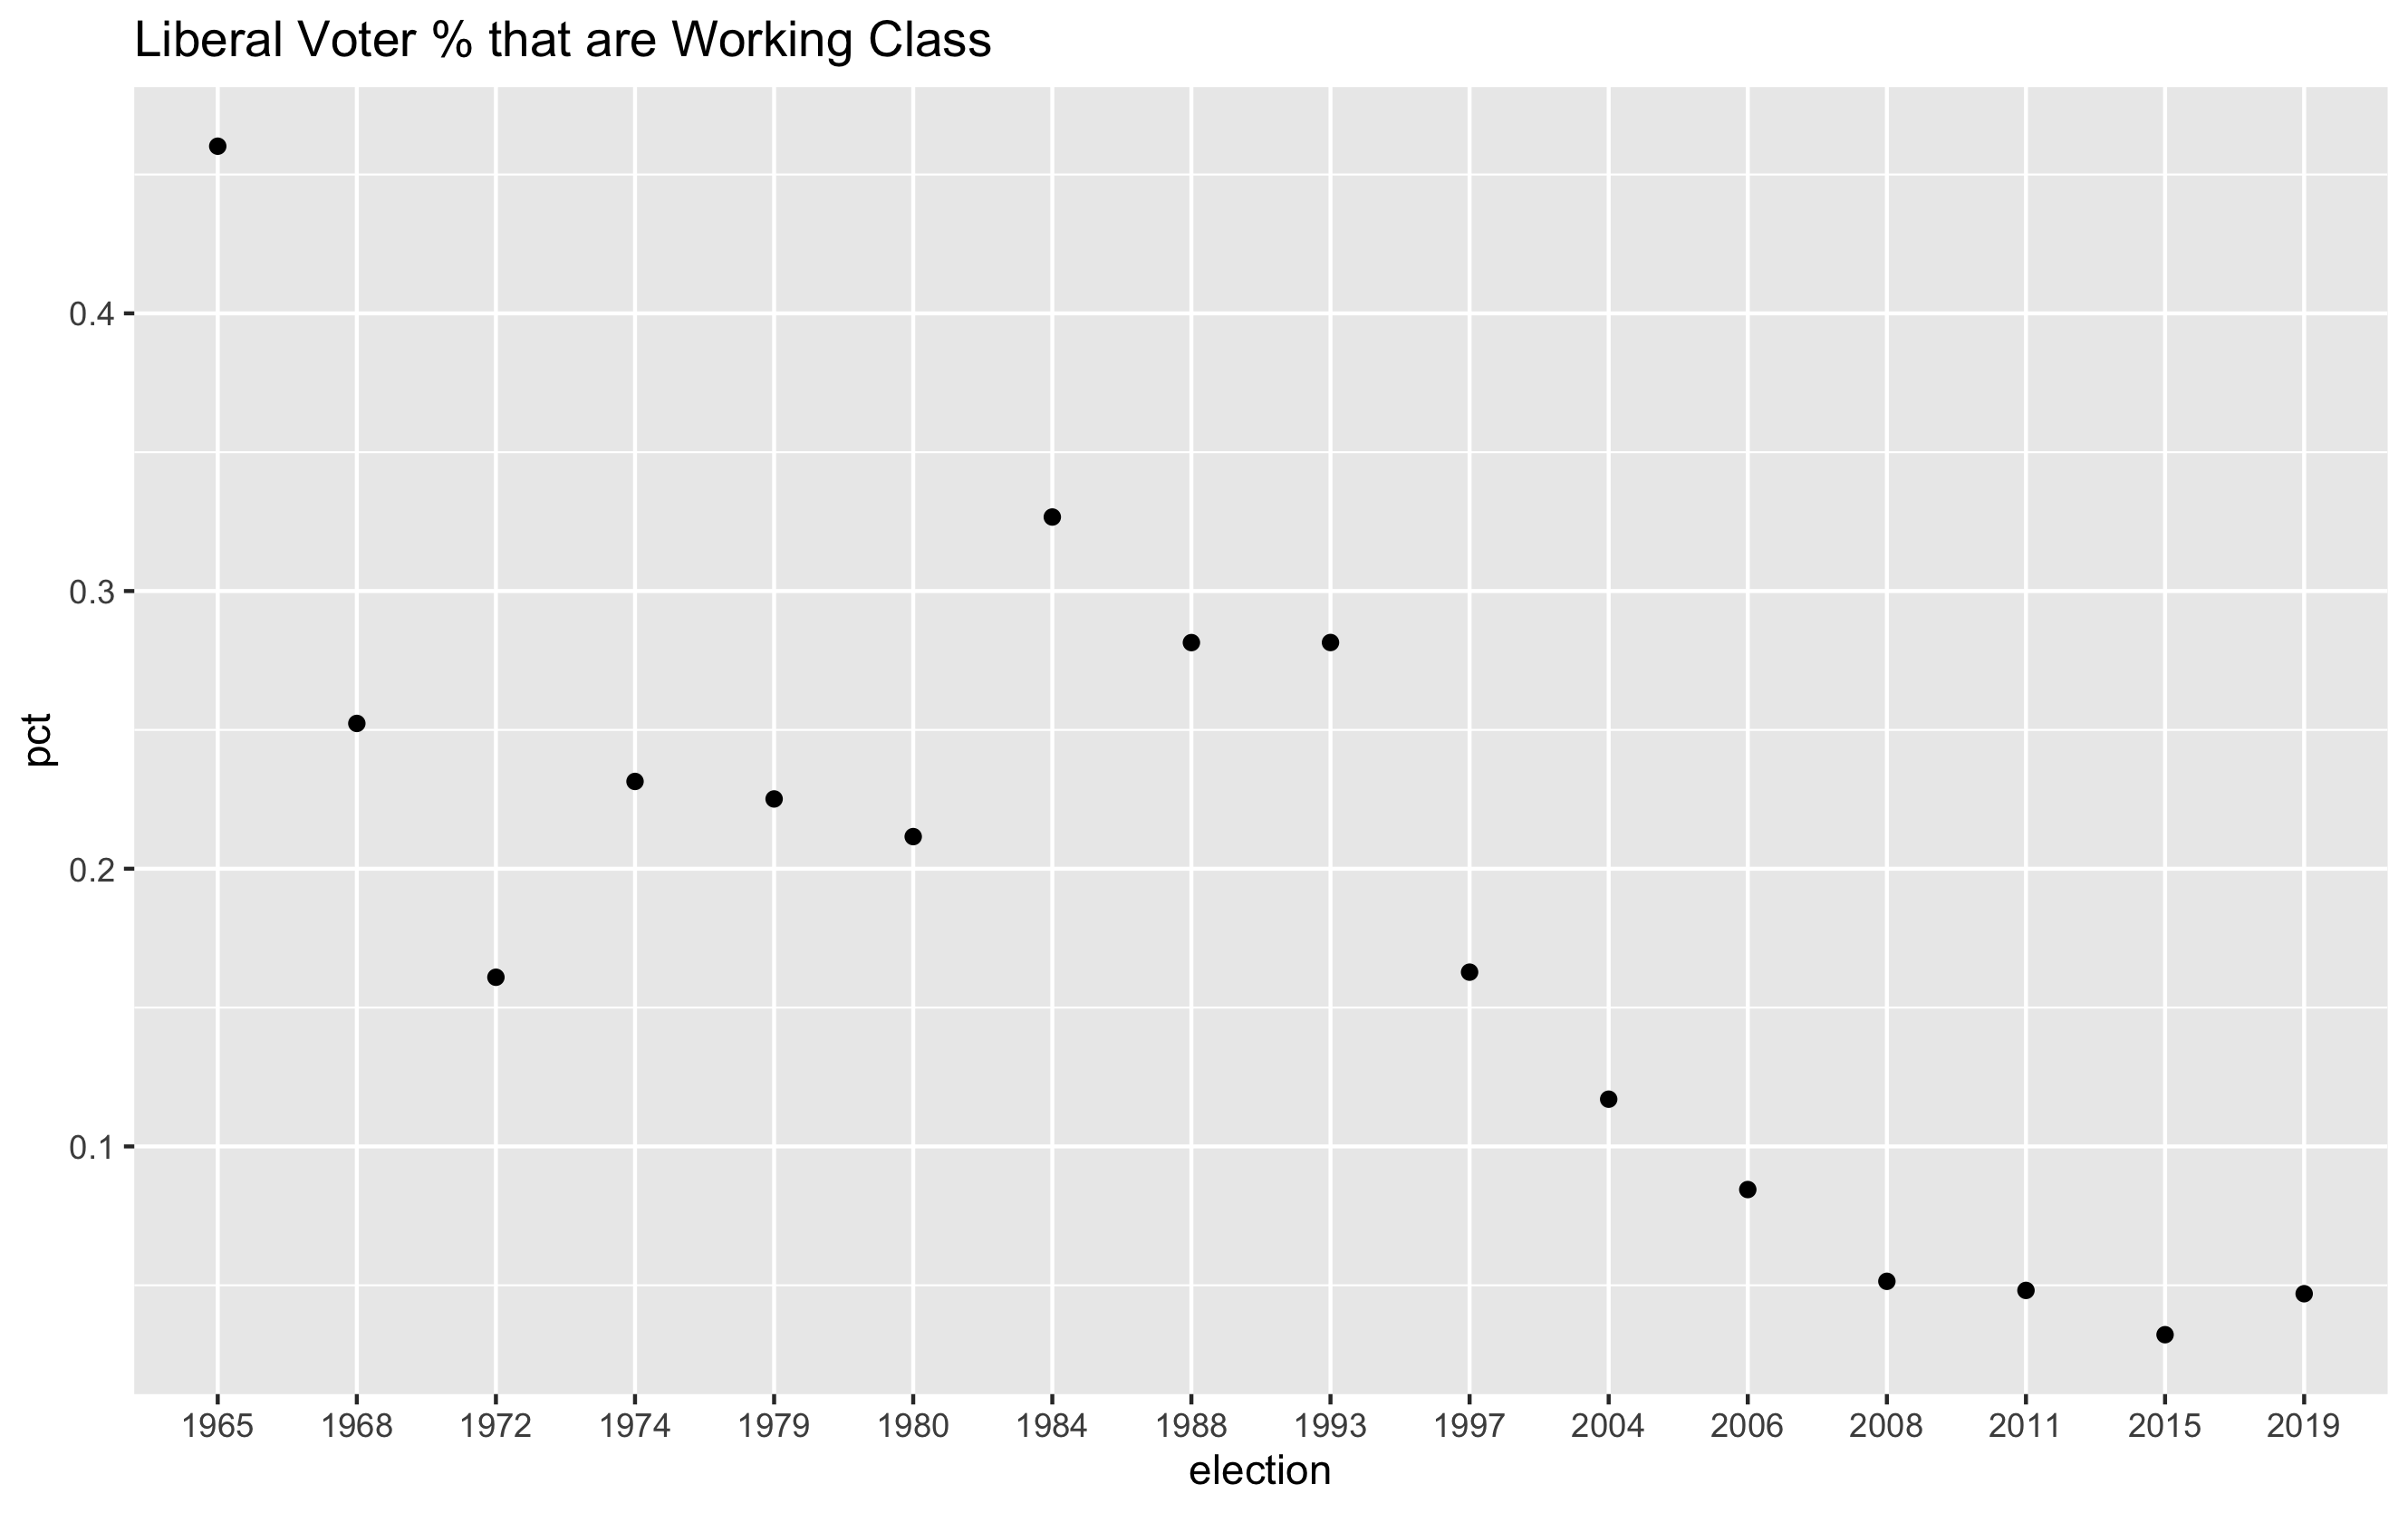 Liberal Voter % that are Working Class
0.4
0.3
0.2
0.1
pct
1965 1968 1972 1974 1979 1980 1984 1988 1993 1997 2004 2006 2008 2011 2015 2019
election